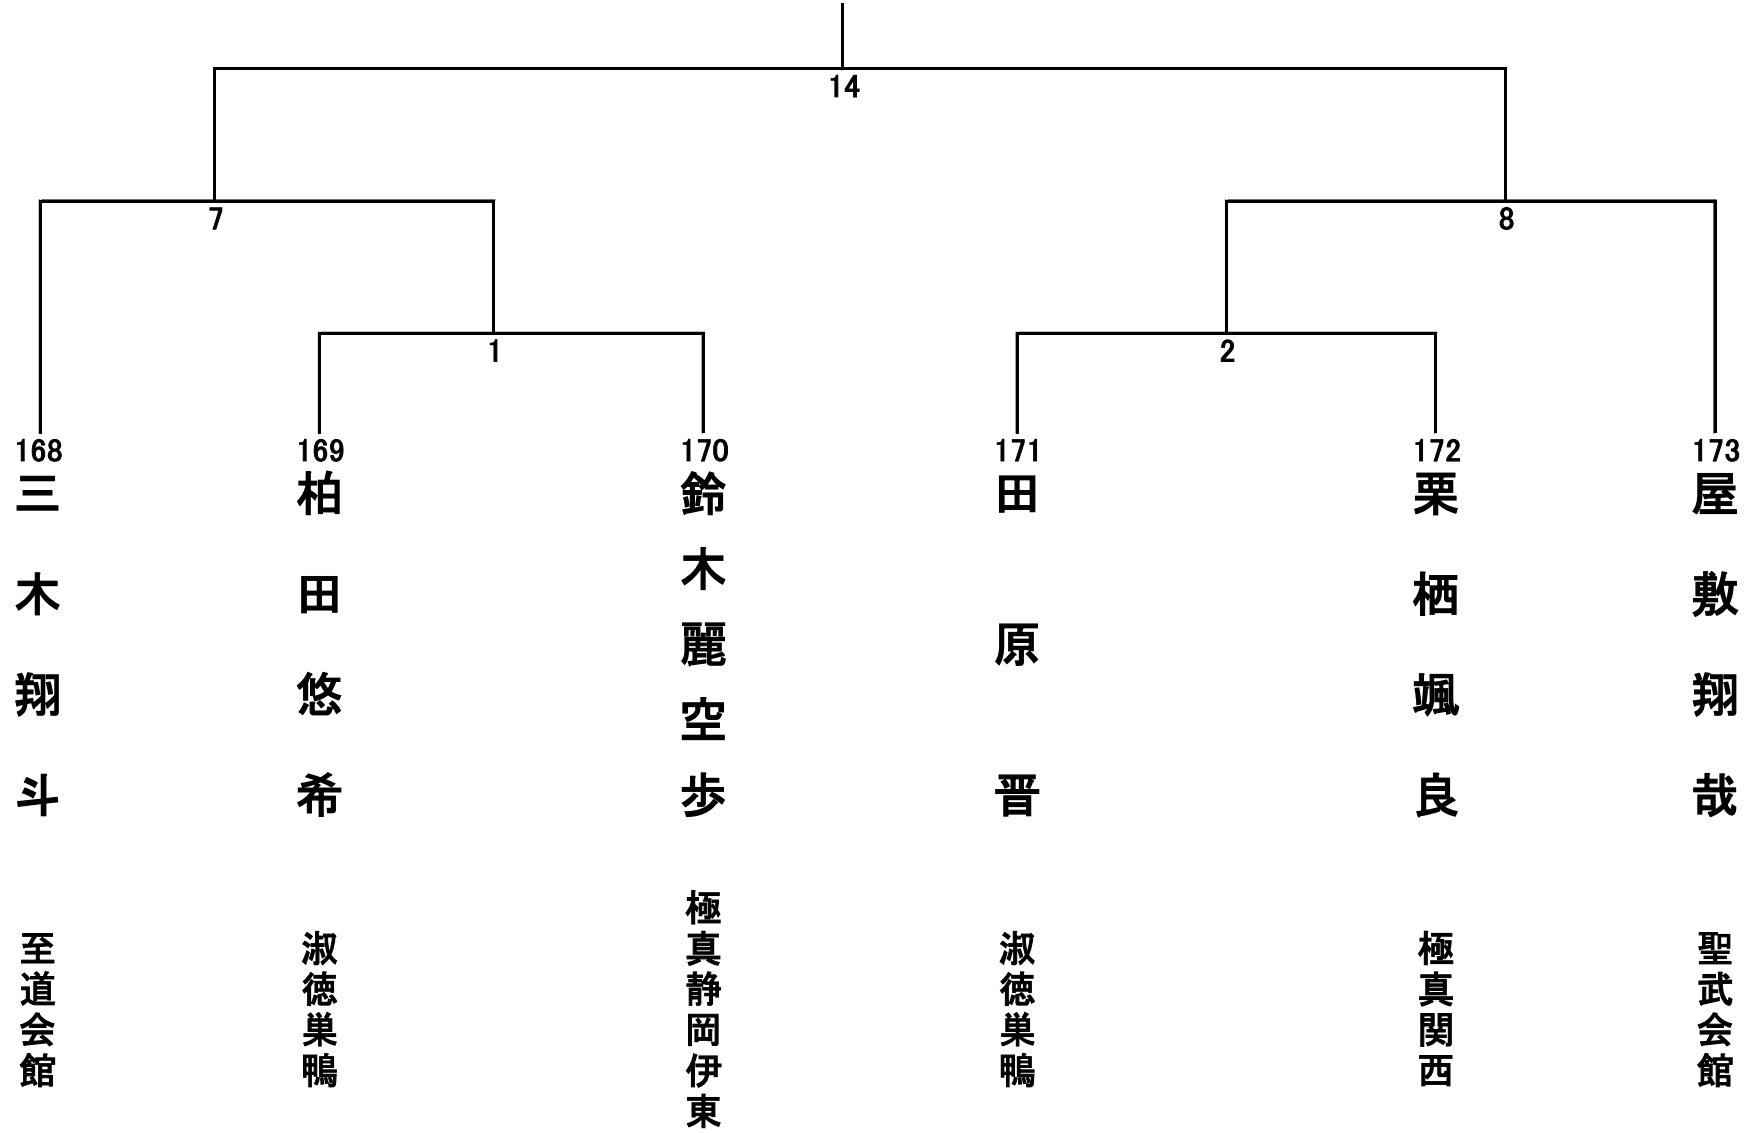 14
7
8
1
2
168
169
170
171
172
173
三木翔斗
柏田悠希
鈴木麗空歩
田原晋
栗栖颯良
屋敷翔哉
至道会館
淑徳巣鴨
極真静岡伊東
淑徳巣鴨
極真関西
聖武会館